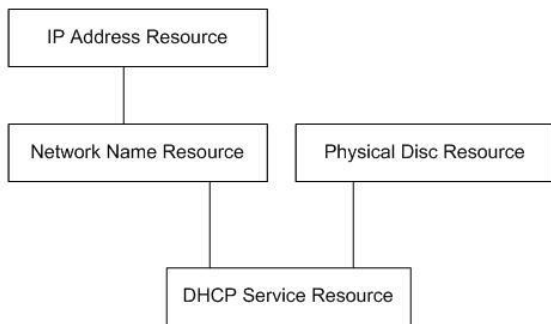 IP Address Resource
Network Name Resource
Physical Disc Resource
DHCP Service Resource